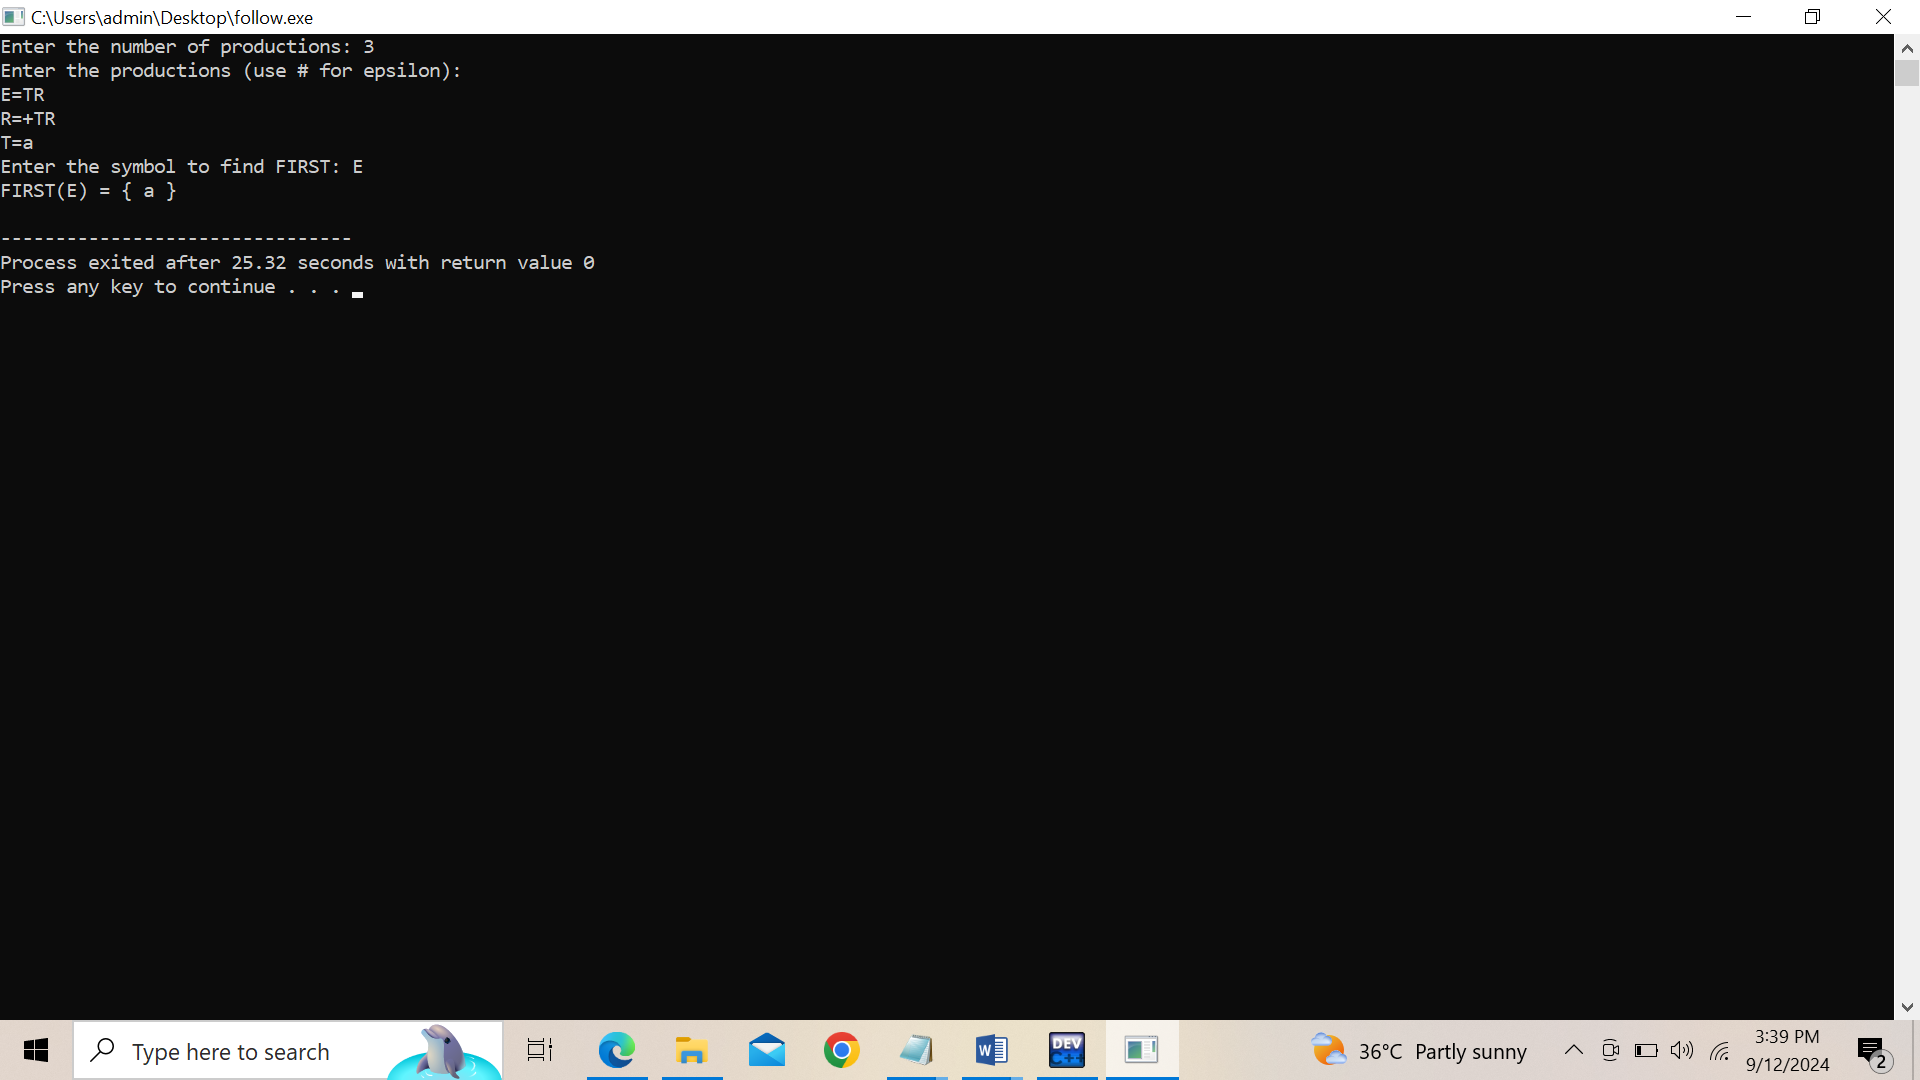 C:\Users\admin\Desktop\follow.exe
Enter the number of productions: 3
Enter the productions (use # for epsilon):
E=TR
R=+TR
T=a
Enter the symbol to find FIRST: E
FIRST(E) = { a }
--------------------------------
Process exited after 25.32 seconds with return value 0
Press any key to continue . . .
Type here to search
W
DEV
C++
36°C Partly sunny
3:39 PM
9/12/2024
2